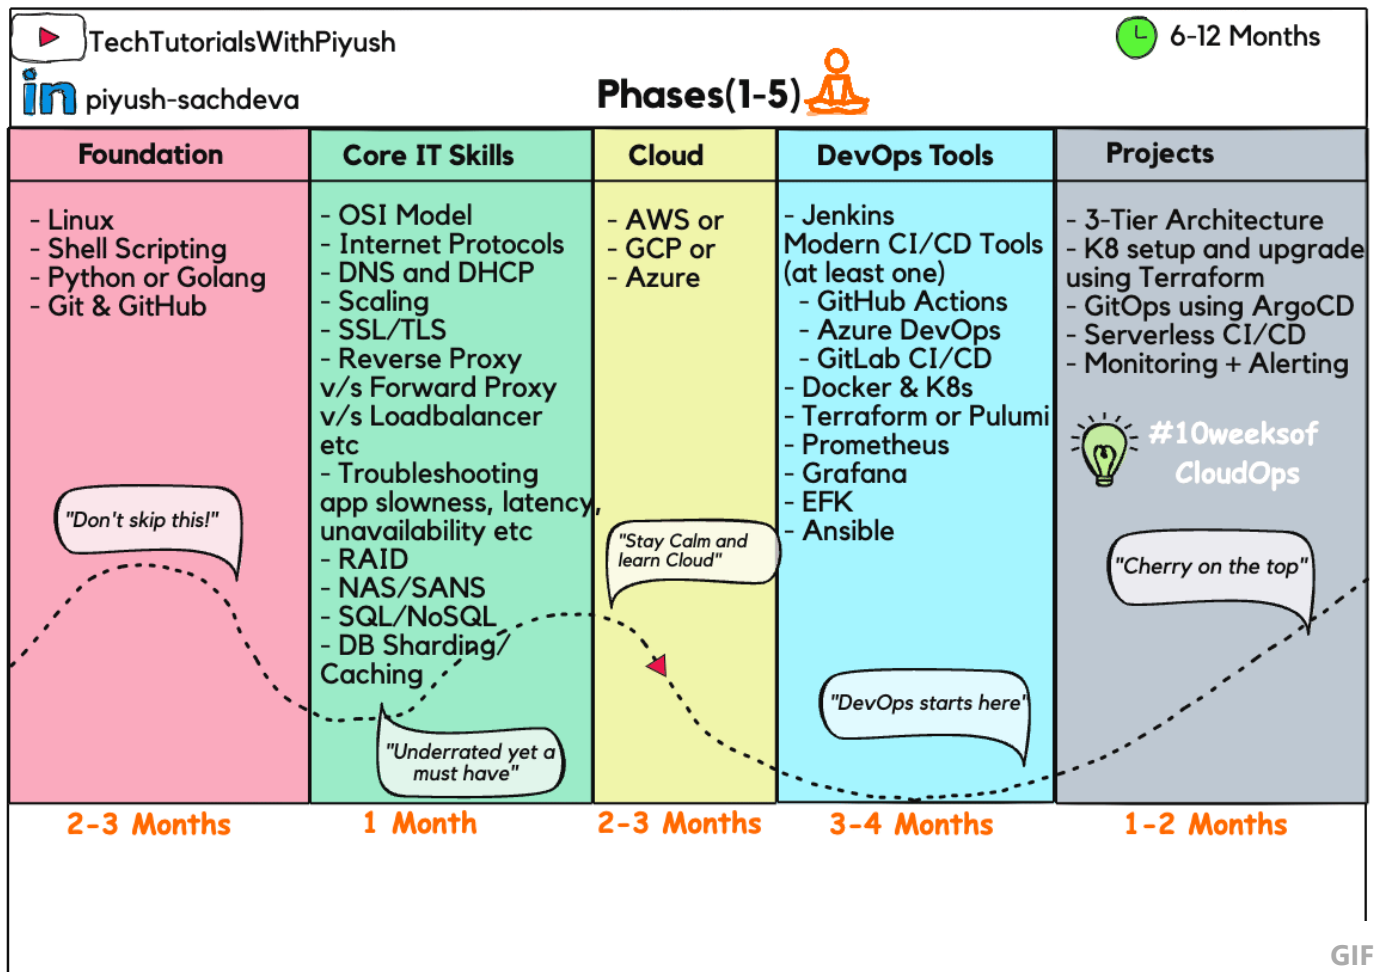 TechTutorialsWithPiyush
6-12 Months
in piyush-sachdeva
Phases(1-5)
Foundation
- Linux
- Shell Scripting
- Python or Golang
- Git & GitHub
"Don't skip this!"
2-3 Months
Core IT Skills
- OSI Model
- Internet Protocols
- DNS and DHCP
- Scaling
- SSL/TLS
- Reverse Proxy
v/s Forward Proxy
v/s Loadbalancer
etc
- Troubleshooting
app slowness, latency,
unavailability etc
- RAID
- NAS/SANS
- SQL/NoSQL
- DB Sharding/
Caching
"Underrated yet a
must have"
1 Month
Cloud
- AWS or
- GCP or
- Azure
"Stay Calm and
learn Cloud"
2-3 Months
DevOps Tools
- Jenkins
Modern CI/CD Tools
(at least one)
- GitHub Actions
- Azure DevOps
- GitLab CI/CD
- Docker & K8s
- Terraform or Pulumi
- Prometheus
- Grafana
- EFK
- Ansible
"DevOps starts here"
3-4 Months
Projects
- 3-Tier Architecture
- K8 setup and upgrade
using Terraform
- GitOps using ArgoCD
- Serverless CI/CD
- Monitoring + Alerting
#10weeksof
CloudOps
"Cherry on the top"
1-2 Months
GIF